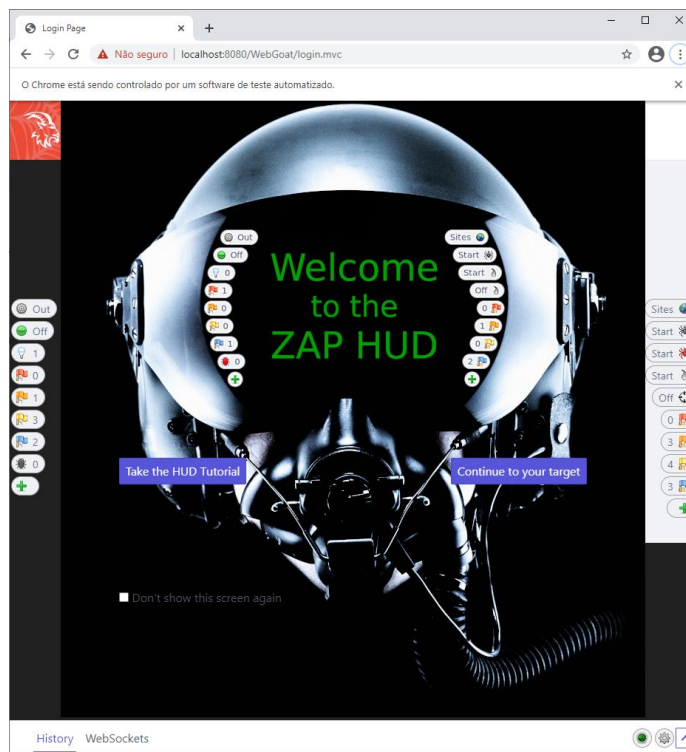 Login Page
Não seguro | localhost:8080/WebGoat/login.mvc
O Chrome está sendo controlado por um software de teste automatizado.
Out
Off
0
1
0
0
1
0
Welcome
to the
ZAP HUD
Sites
Start
Start
Off
0
1
0
2
Out
Off
1
0
1
3
2
0
Sites
Start
Start
Start
Off
0
3
4
3
Take the HUD Tutorial
Continue to your target
Don't show this screen again
History WebSockets